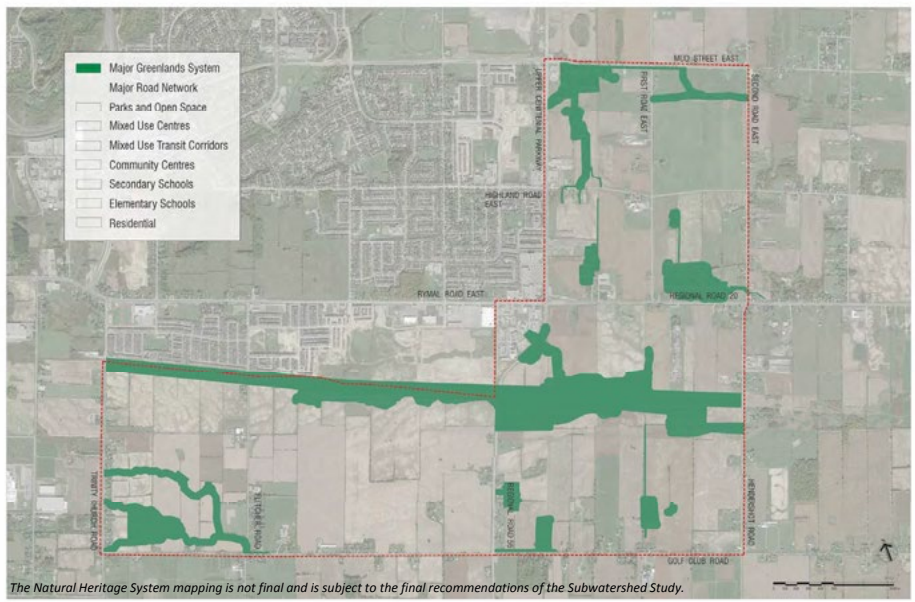 Major Greenlands System
Major Road Network
Parks and Open Space
Mixed Use Centres
Mixed Use Transit Corridors
Community Centres
Secondary Schools
Elementary Schools
Residential
MUD STREET EAST
UPPER CENTENNIAL PARKWAY
FIRST ROAD EAST
SECOND ROAD EAST
HIGHLAND ROAD
EAST
RYMAL ROAD EAST
REGIONAL ROAD 20
TRINITY CHURCH ROAD
FLETCHER ROAD
REGIONAL ROAD 56
HENDERSHOT ROAD
GOLF CLUB ROAD
The Natural Heritage System mapping is not final and is subject to the final recommendations of the Subwatershed Study.